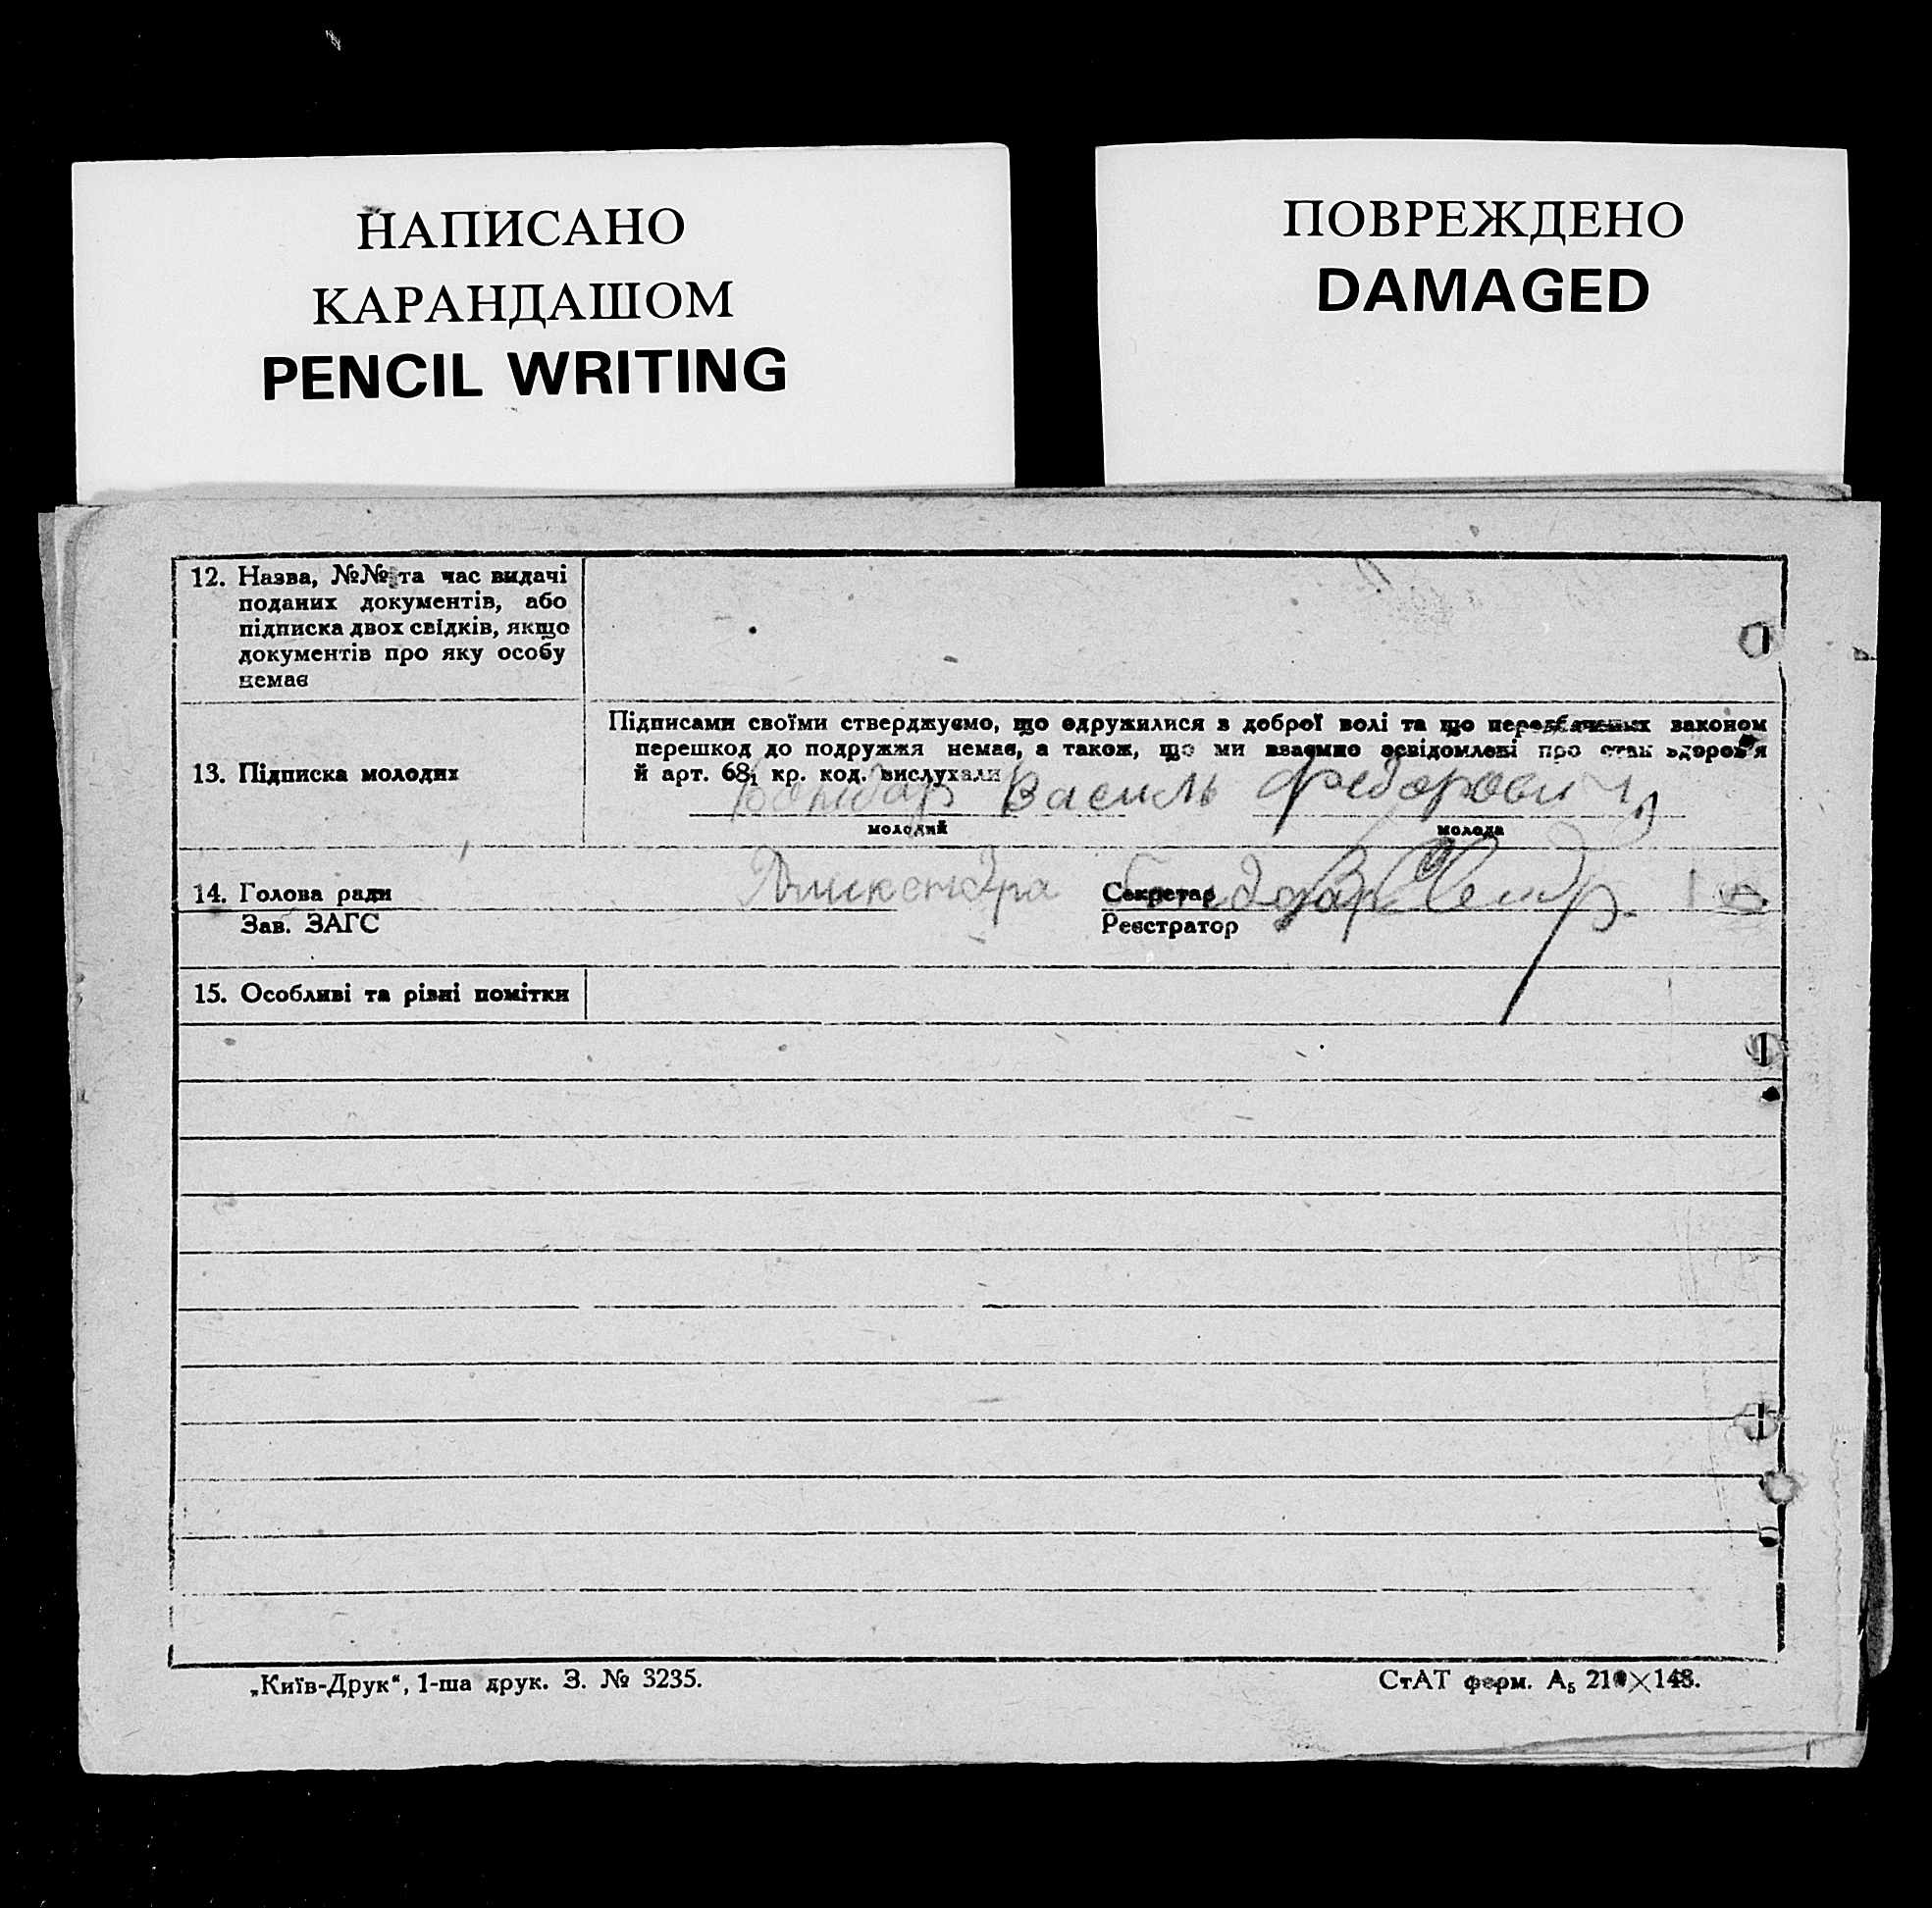 НАПИСАНО
КАРАНДАШОМ
PENCIL WRITING
ПОВРЕЖДЕНО
DAMAGED
12. Назва, №№ та час видачі
поданих документів, або
підписка двох свідків, якщо
документів про яку особу
немає
13. Підписка молодих
Підписами своїми стверджуємо, що одружилися з доброї волі та що передбачених законом
перешкод до подружжя немає, а також, що ми взаємно освідомлені про стан здоров'я
й арт. 68₁ кр. код. вислухали
Бондар Василь Федорович
молодий молода
14. Голова ради Секретар
Зав. ЗАГС Реєстратор
15. Особливі та різні помітки
„Київ-Друк“, 1-ша друк. З. № 3235.
СтАТ форм. А₅ 210×148.